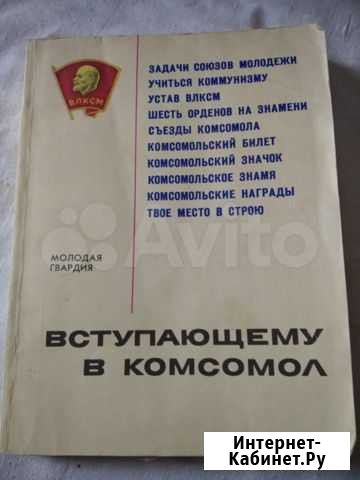 ВЛКСМ
ЗАДАЧИ СОЮЗОВ МОЛОДЕЖИ
УЧИТЬСЯ КОММУНИЗМУ
УСТАВ ВЛКСМ
ШЕСТЬ ОРДЕНОВ НА ЗНАМЕНИ
СЪЕЗДЫ КОМСОМОЛА
КОМСОМОЛЬСКИЙ БИЛЕТ
КОМСОМОЛЬСКИЙ ЗНАЧОК
КОМСОМОЛЬСКОЕ ЗНАМЯ
КОМСОМОЛЬСКИЕ НАГРАДЫ
ТВОЕ МЕСТО В СТРОЮ
МОЛОДАЯ
ГВАРДИЯ
Avito
ВСТУПАЮЩЕМУ
В КОМСОМОЛ
Интернет-
Кабинет.Ру